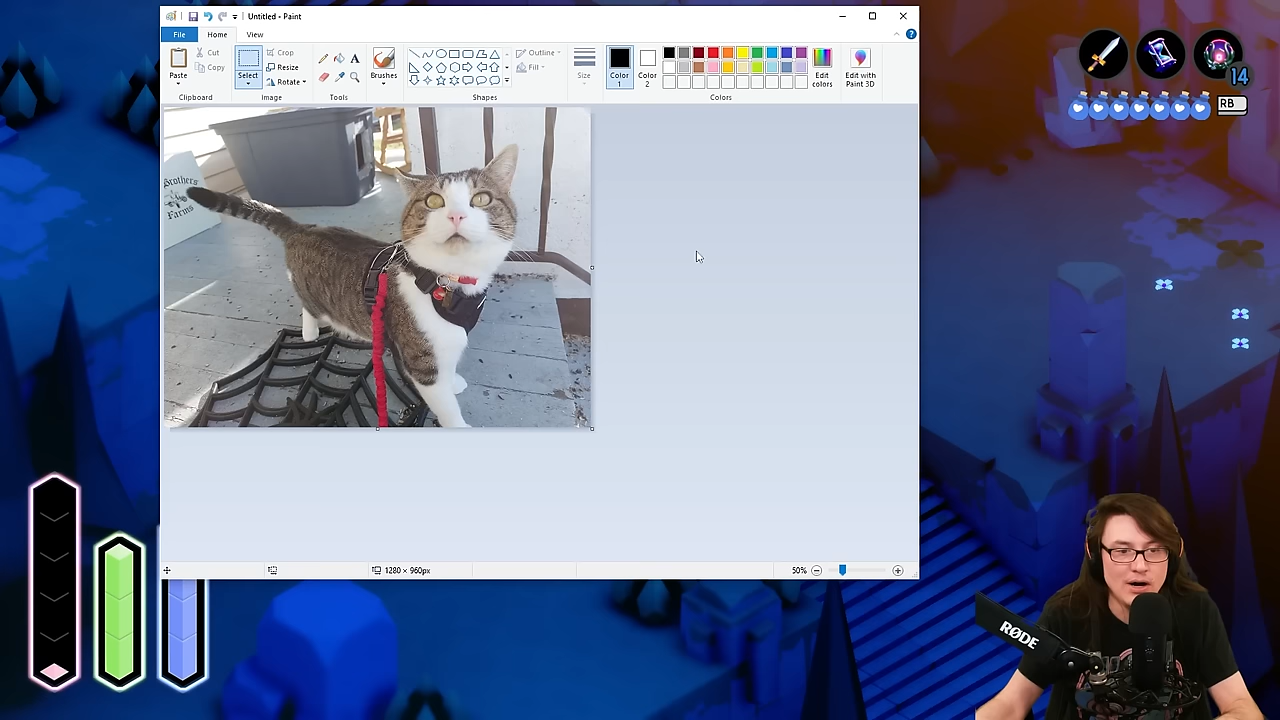 Untitled - Paint
File
Home
View
Paste
Cut
Copy
Clipboard
Select
Crop
Resize
Rotate
Image
Tools
Brushes
Shapes
Outline
Fill
Size
Color 1
Color 2
Colors
Edit colors
Edit with Paint 3D
Brothers
Farms
14
RB
RØDE
1280 × 960px
50%